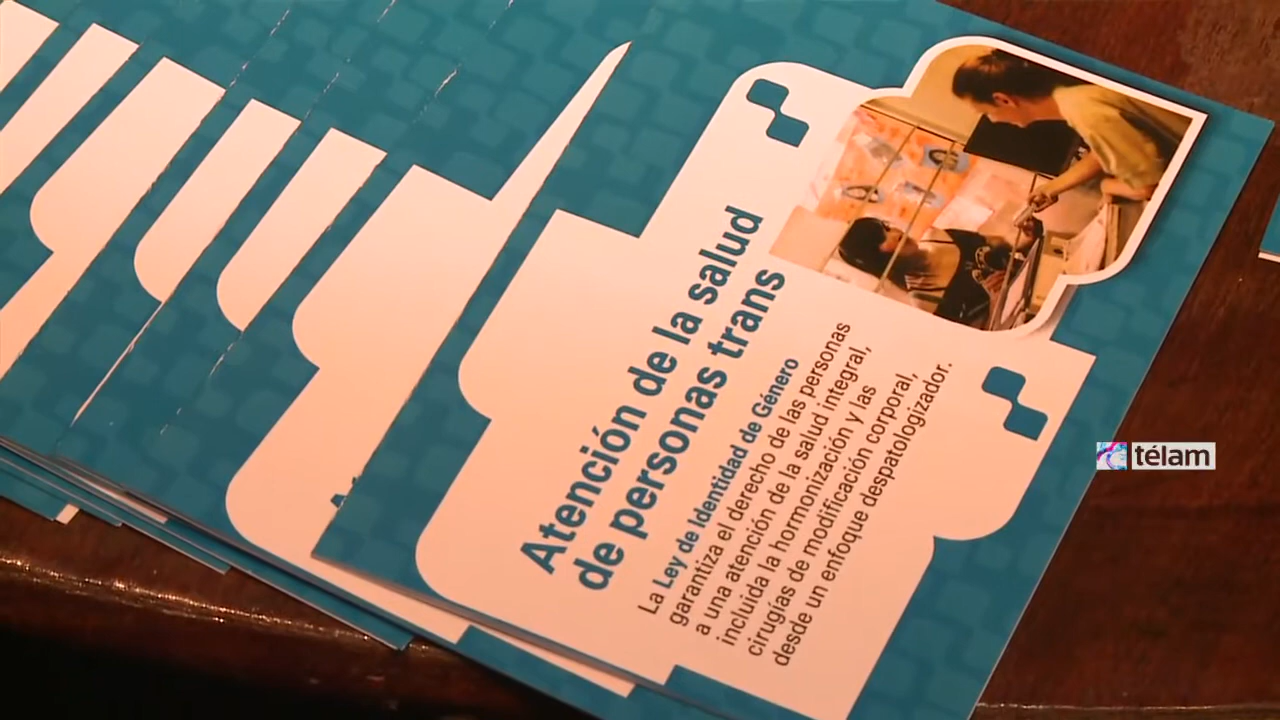 Atención de la salud
de personas trans
La Ley de Identidad de Género
garantiza el derecho de las personas
a una atención de la salud integral,
incluida la hormonización y las
cirugías de modificación corporal,
desde un enfoque despatologizador.
télam